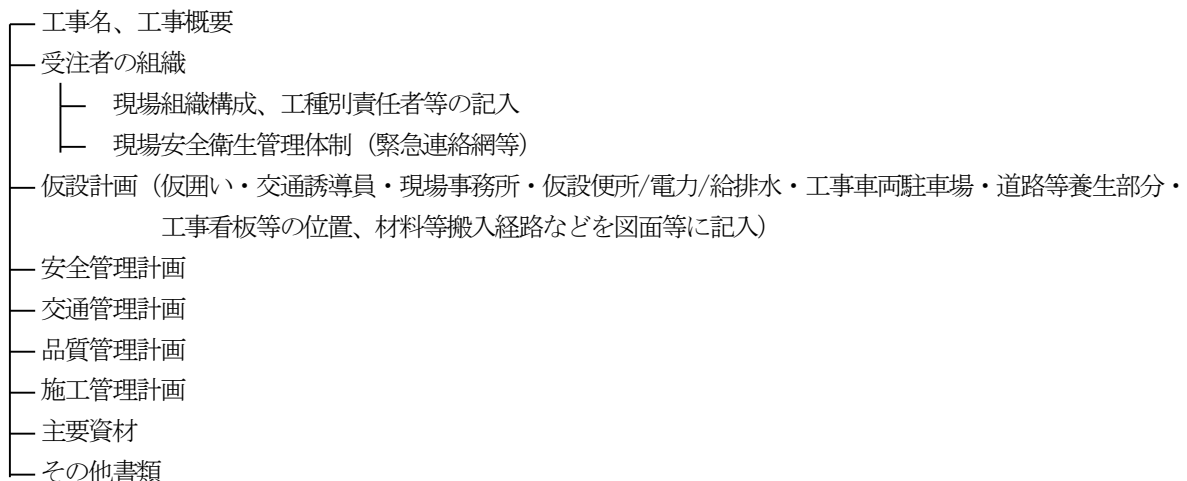 工事名、工事概要
受注者の組織
現場組織構成、工種別責任者等の記入
現場安全衛生管理体制（緊急連絡網等）
仮設計画（仮囲い・交通誘導員・現場事務所・仮設便所/電力/給排水・工事車両駐車場・道路等養生部分・
工事看板等の位置、材料等搬入経路などを図面等に記入）
安全管理計画
交通管理計画
品質管理計画
施工管理計画
主要資材
その他書類